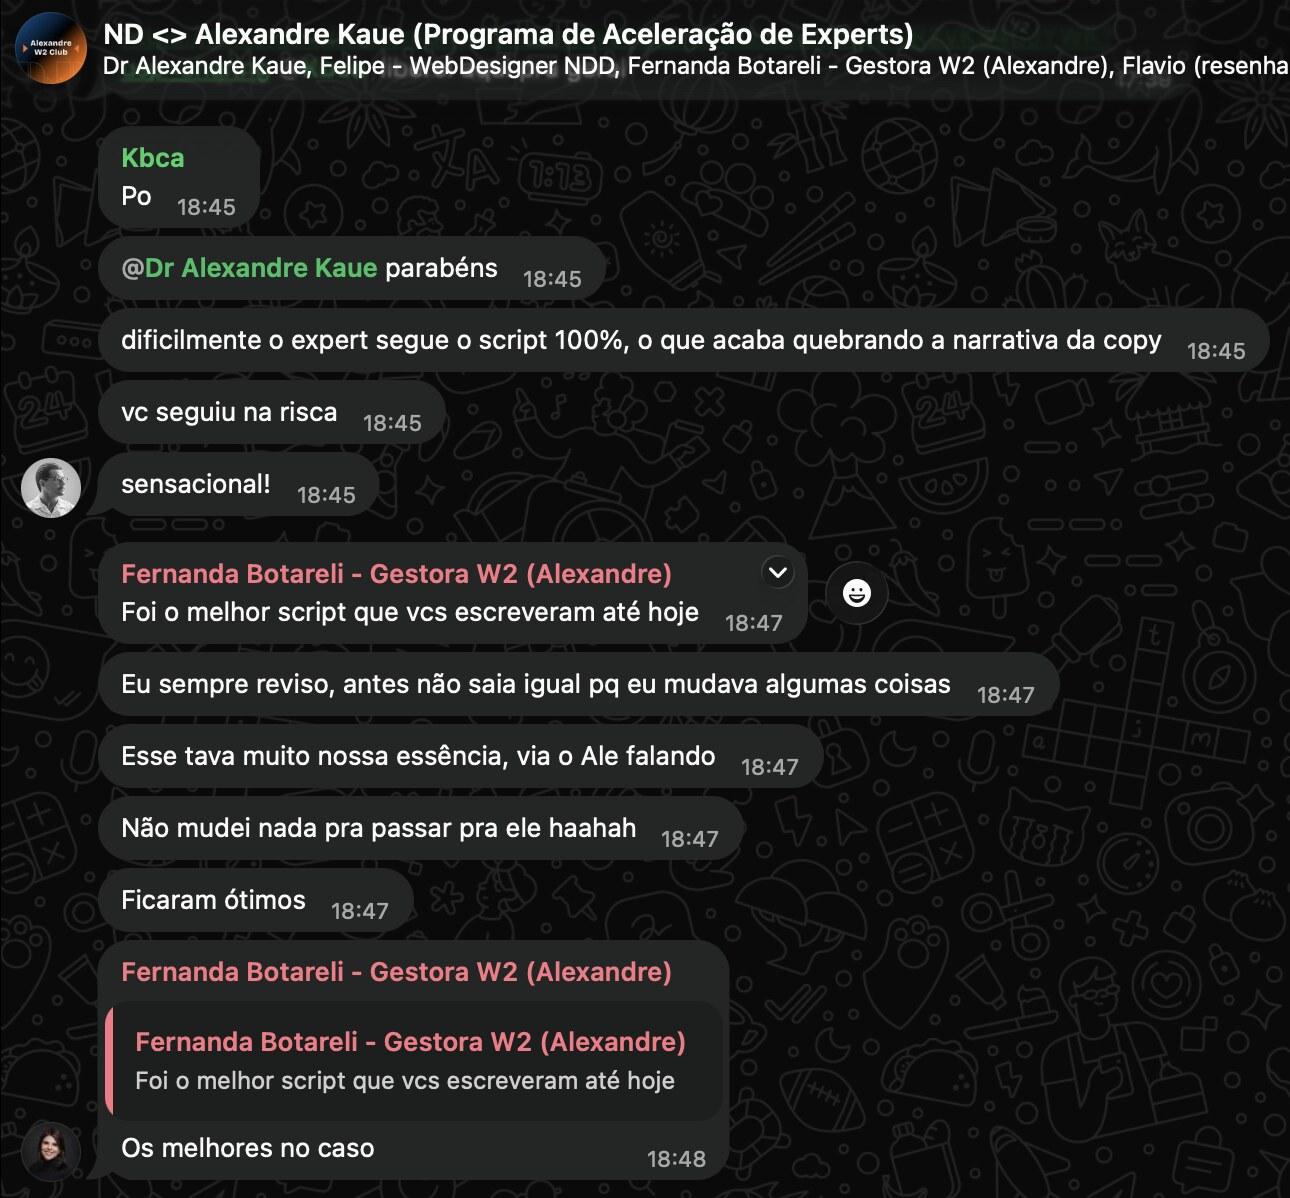 Alexandre
W2 Club
ND <> Alexandre Kaue (Programa de Aceleração de Experts)
Dr Alexandre Kaue, Felipe - WebDesigner NDD, Fernanda Botareli - Gestora W2 (Alexandre), Flavio (resenha
Kbca
Po 18:45
@Dr Alexandre Kaue parabéns 18:45
dificilmente o expert segue o script 100%, o que acaba quebrando a narrativa da copy 18:45
vc seguiu na risca 18:45
sensacional! 18:45
Fernanda Botareli - Gestora W2 (Alexandre)
Foi o melhor script que vcs escreveram até hoje 18:47
Eu sempre reviso, antes não saia igual pq eu mudava algumas coisas 18:47
Esse tava muito nossa essência, via o Ale falando 18:47
Não mudei nada pra passar pra ele haahah 18:47
Ficaram ótimos 18:47
Fernanda Botareli - Gestora W2 (Alexandre)
Fernanda Botareli - Gestora W2 (Alexandre)
Foi o melhor script que vcs escreveram até hoje
Os melhores no caso 18:48